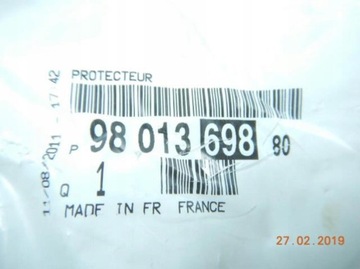 PROTECTEUR
P 98 013 698 80
Q 1
MADE IN FR FRANCE
11/08/2011 - 17:42
27.02.2019